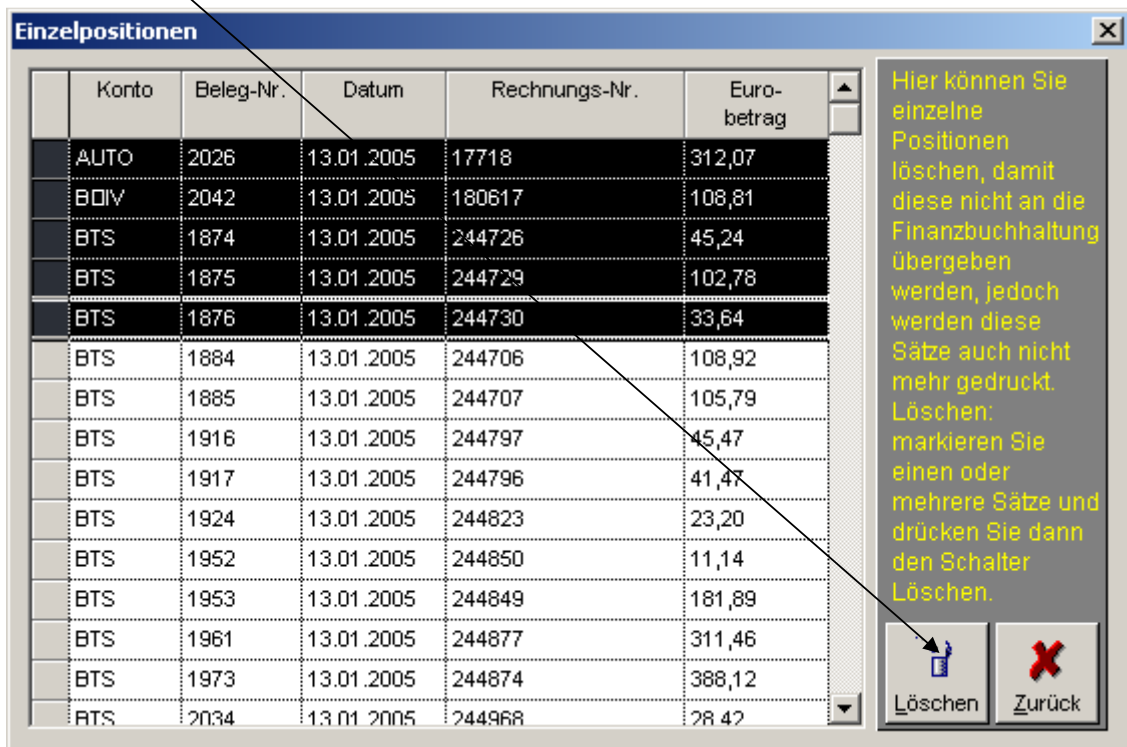 Einzelpositionen
Konto Beleg-Nr. Datum Rechnungs-Nr. Euro-
betrag
AUTO 2026 13.01.2005 17718 312,07
2042 13.01.2005 180617 108,81
BTS 1874 13.01.2005 244726 45,24
BTS 1875 13.01.2005 244729 102,78
BTS 1876 13.01.2005 244730 33,64
BTS 1884 13.01.2005 244706 108,92
BTS 1885 13.01.2005 244707 105,79
BTS 1916 13.01.2005 244797 45,47
BTS 1917 13.01.2005 244796 41,47
BTS 1924 13.01.2005 244823 23,20
BTS 1952 13.01.2005 244850 11,14
BTS 1953 13.01.2005 244849 181,89
BTS 1961 13.01.2005 244877 311,46
BTS 1973 13.01.2005 244874 388,12
BTS 2034 13.01.2005 244968 28,42
Hier können Sie
einzelne
Positionen
löschen, damit
diese nicht an die
Finanzbuchhaltung
übergeben
werden, jedoch
werden diese
Sätze auch nicht
mehr gedruckt.
Löschen:
markieren Sie
einen oder
mehrere Sätze und
drücken Sie dann
den Schalter
Löschen.
Löschen Zurück